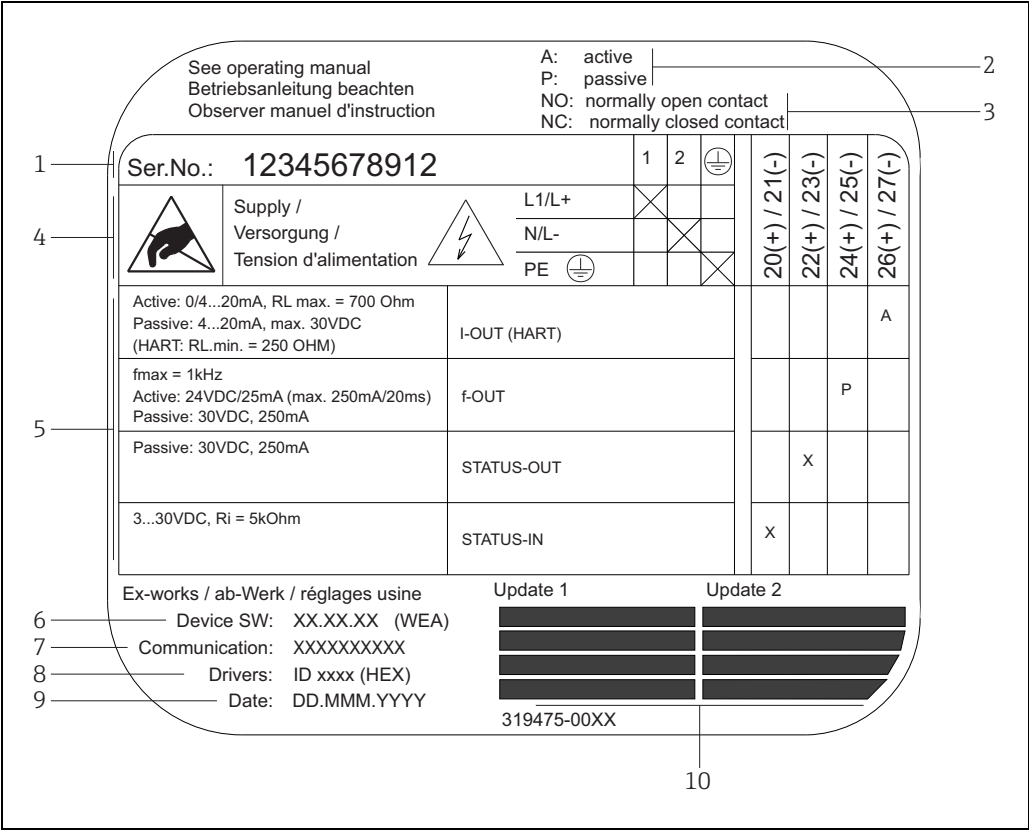 See operating manual
Betriebsanleitung beachten
Observer manuel d'instruction
A: active
P: passive
NO: normally open contact
NC: normally closed contact
2
3
1
Ser.No.: 12345678912
1 2
20(+) / 21(-)
22(+) / 23(-)
24(+) / 25(-)
26(+) / 27(-)
4
Supply /
Versorgung /
Tension d'alimentation
L1/L+
N/L-
PE
5
Active: 0/4...20mA, RL max. = 700 Ohm
Passive: 4...20mA, max. 30VDC
(HART: RL.min. = 250 OHM)
I-OUT (HART)
A
fmax = 1kHz
Active: 24VDC/25mA (max. 250mA/20ms)
Passive: 30VDC, 250mA
f-OUT
P
Passive: 30VDC, 250mA
STATUS-OUT
X
3...30VDC, Ri = 5kOhm
STATUS-IN
X
Ex-works / ab-Werk / réglages usine
6 Device SW: XX.XX.XX (WEA)
7 Communication: XXXXXXXXXX
8 Drivers: ID xxxx (HEX)
9 Date: DD.MMM.YYYY
Update 1
Update 2
319475-00XX
10